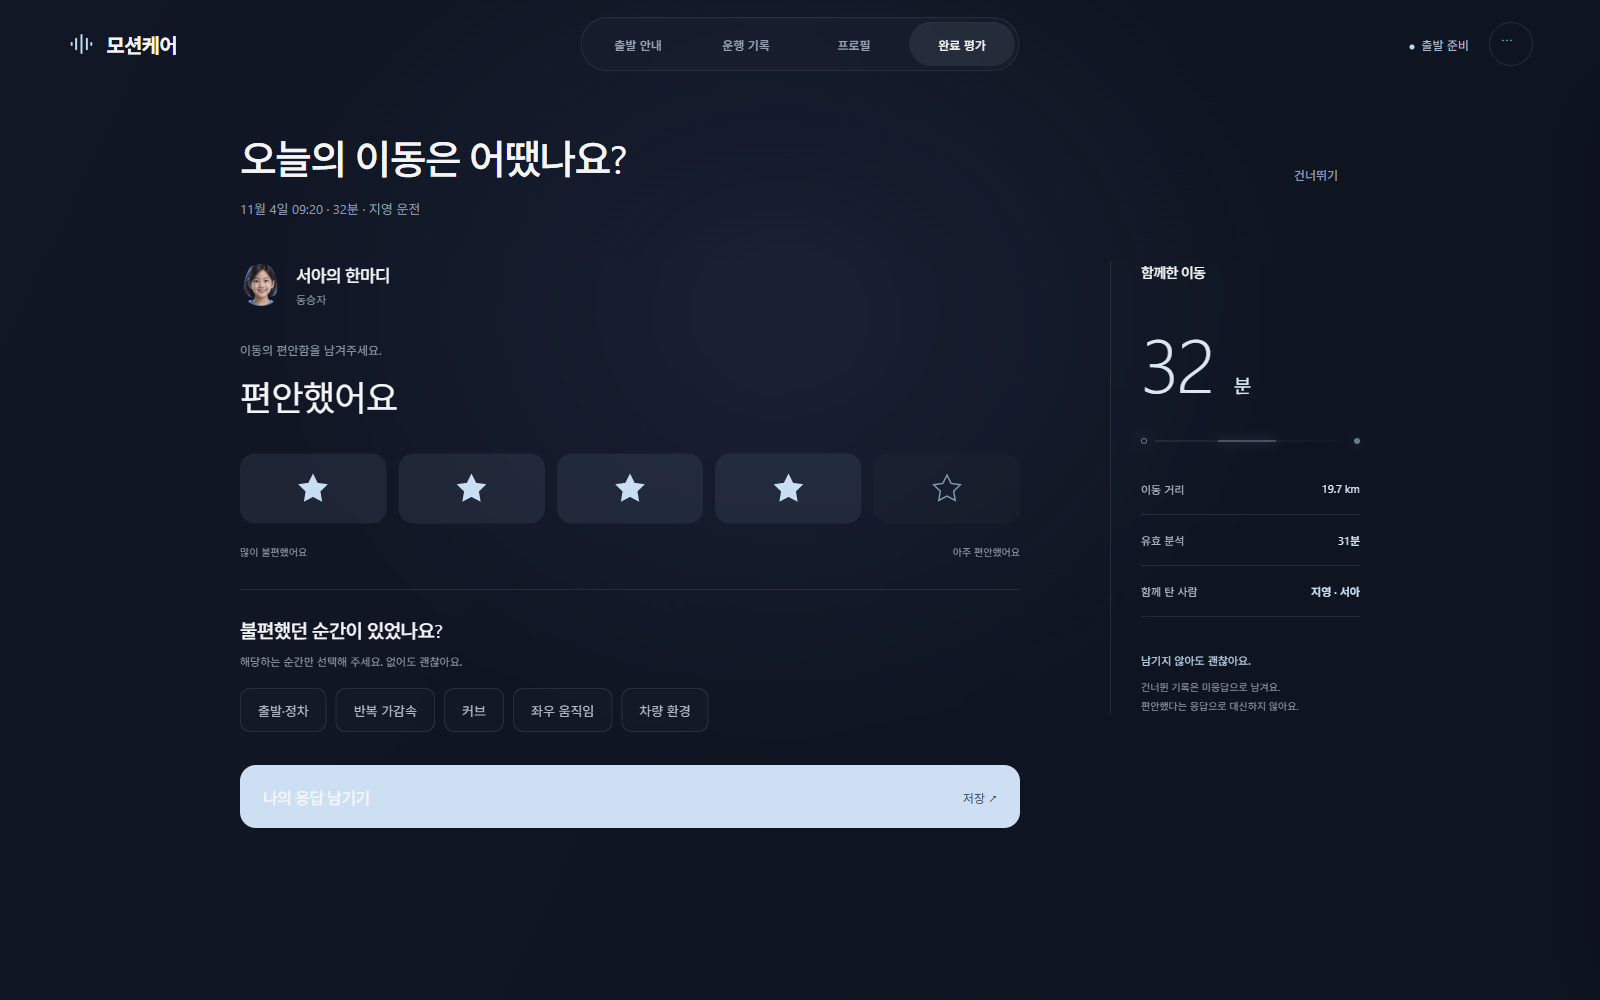 모션케어
출발 안내
운행 기록
프로필
완료 평가
출발 준비
오늘의 이동은 어땠나요?
11월 4일 09:20 · 32분 · 지영 운전
건너뛰기
서아의 한마디
동승자
이동의 편안함을 남겨주세요.
편안했어요
많이 불편했어요
아주 편안했어요
불편했던 순간이 있었나요?
해당하는 순간만 선택해 주세요. 없어도 괜찮아요.
출발·정차
반복 가감속
커브
좌우 움직임
차량 환경
나의 응답 남기기
저장 ↗
함께한 이동
32 분
이동 거리 19.7 km
유효 분석 31분
함께 탄 사람 지영 · 서아
남기지 않아도 괜찮아요.
건너뛴 기록은 미응답으로 남겨요.
편안했다는 응답으로 대신하지 않아요.